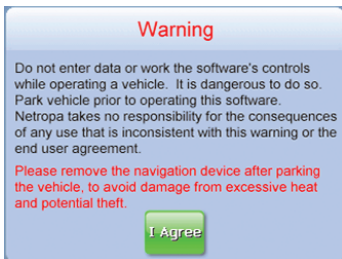 Warning
Do not enter data or work the software's controls
while operating a vehicle.  It is dangerous to do so.
Park vehicle prior to operating this software.
Netropa takes no responsibility for the consequences
of any use that is inconsistent with this warning or the
end user agreement.
Please remove the navigation device after parking
the vehicle, to avoid damage from excessive heat
and potential theft.
I Agree